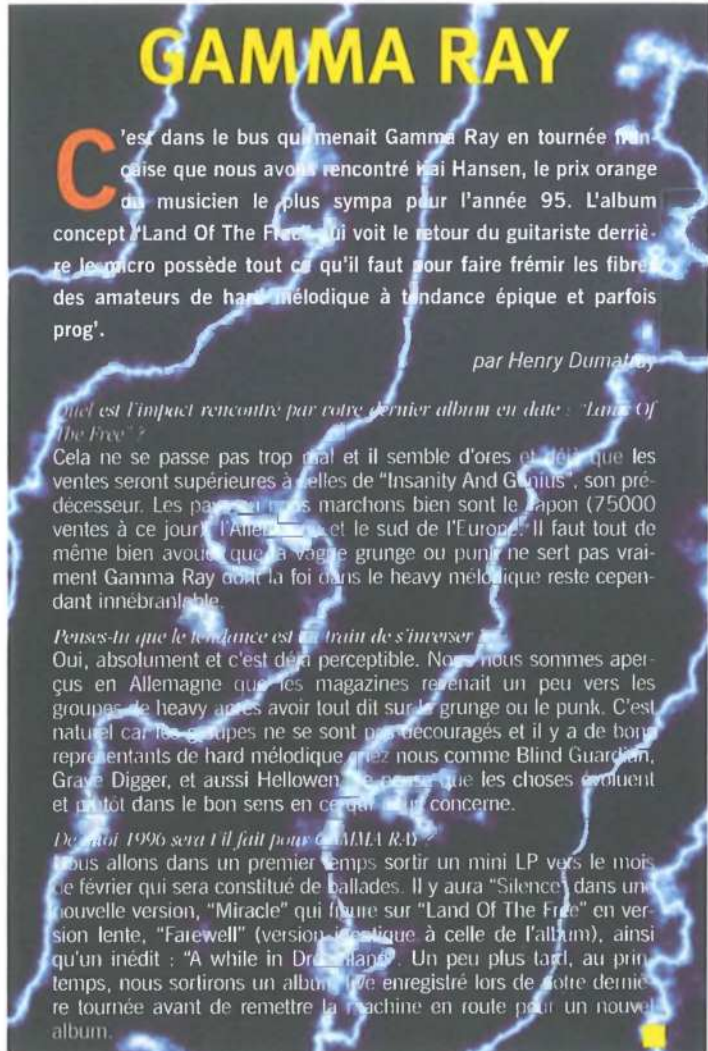 GAMMA RAY
C'est dans le bus qui menait Gamma Ray en tournée fran-
çaise que nous avons rencontré Kai Hansen, le prix orange
du musicien le plus sympa pour l'année 95. L'album
concept "Land Of The Free" qui voit le retour du guitariste derriè-
re le micro possède tout ce qu'il faut pour faire frémir les fibres
des amateurs de hard mélodique à tendance épique et parfois
prog'.
par Henry Dumatray
Quel est l'impact rencontré par votre dernier album en date : "Land Of
The Free" ?
Cela ne se passe pas trop mal et il semble d'ores et déjà que les
ventes seront supérieures à celles de "Insanity And Genius", son pré-
décesseur. Les pays où nous marchons bien sont le Japon (75000
ventes à ce jour), l'Allemagne et le sud de l'Europe. Il faut tout de
même bien avouer que la vague grunge ou punk ne sert pas vrai-
ment Gamma Ray dont la foi dans le heavy mélodique reste cepen-
dant innébranlable.
Penses-tu que le tendance est en train de s'inverser ?
Oui, absolument et c'est déjà perceptible. Nous nous sommes aper-
çus en Allemagne que les magazines revenait un peu vers les
groupes de heavy après avoir tout dit sur le grunge ou le punk. C'est
naturel car les groupes ne se sont pas découragés et il y a de bons
représentants de hard mélodique chez nous comme Blind Guardian,
Grave Digger, et aussi Hellowen. Je pense que les choses évoluent
et plutôt dans le bon sens en ce qui nous concerne.
De quoi 1996 sera t'il fait pour GAMMA RAY ?
Nous allons dans un premier temps sortir un mini LP vers le mois
de février qui sera constitué de ballades. Il y aura "Silence" dans une
nouvelle version, "Miracle" qui figure sur "Land Of The Free" en ver-
sion lente, "Farewell" (version identique à celle de l'album), ainsi
qu'un inédit : "A while in Dreamland". Un peu plus tard, au prin-
temps, nous sortirons un album live enregistré lors de notre derniè-
re tournée avant de remettre la machine en route pour un nouvel
album.